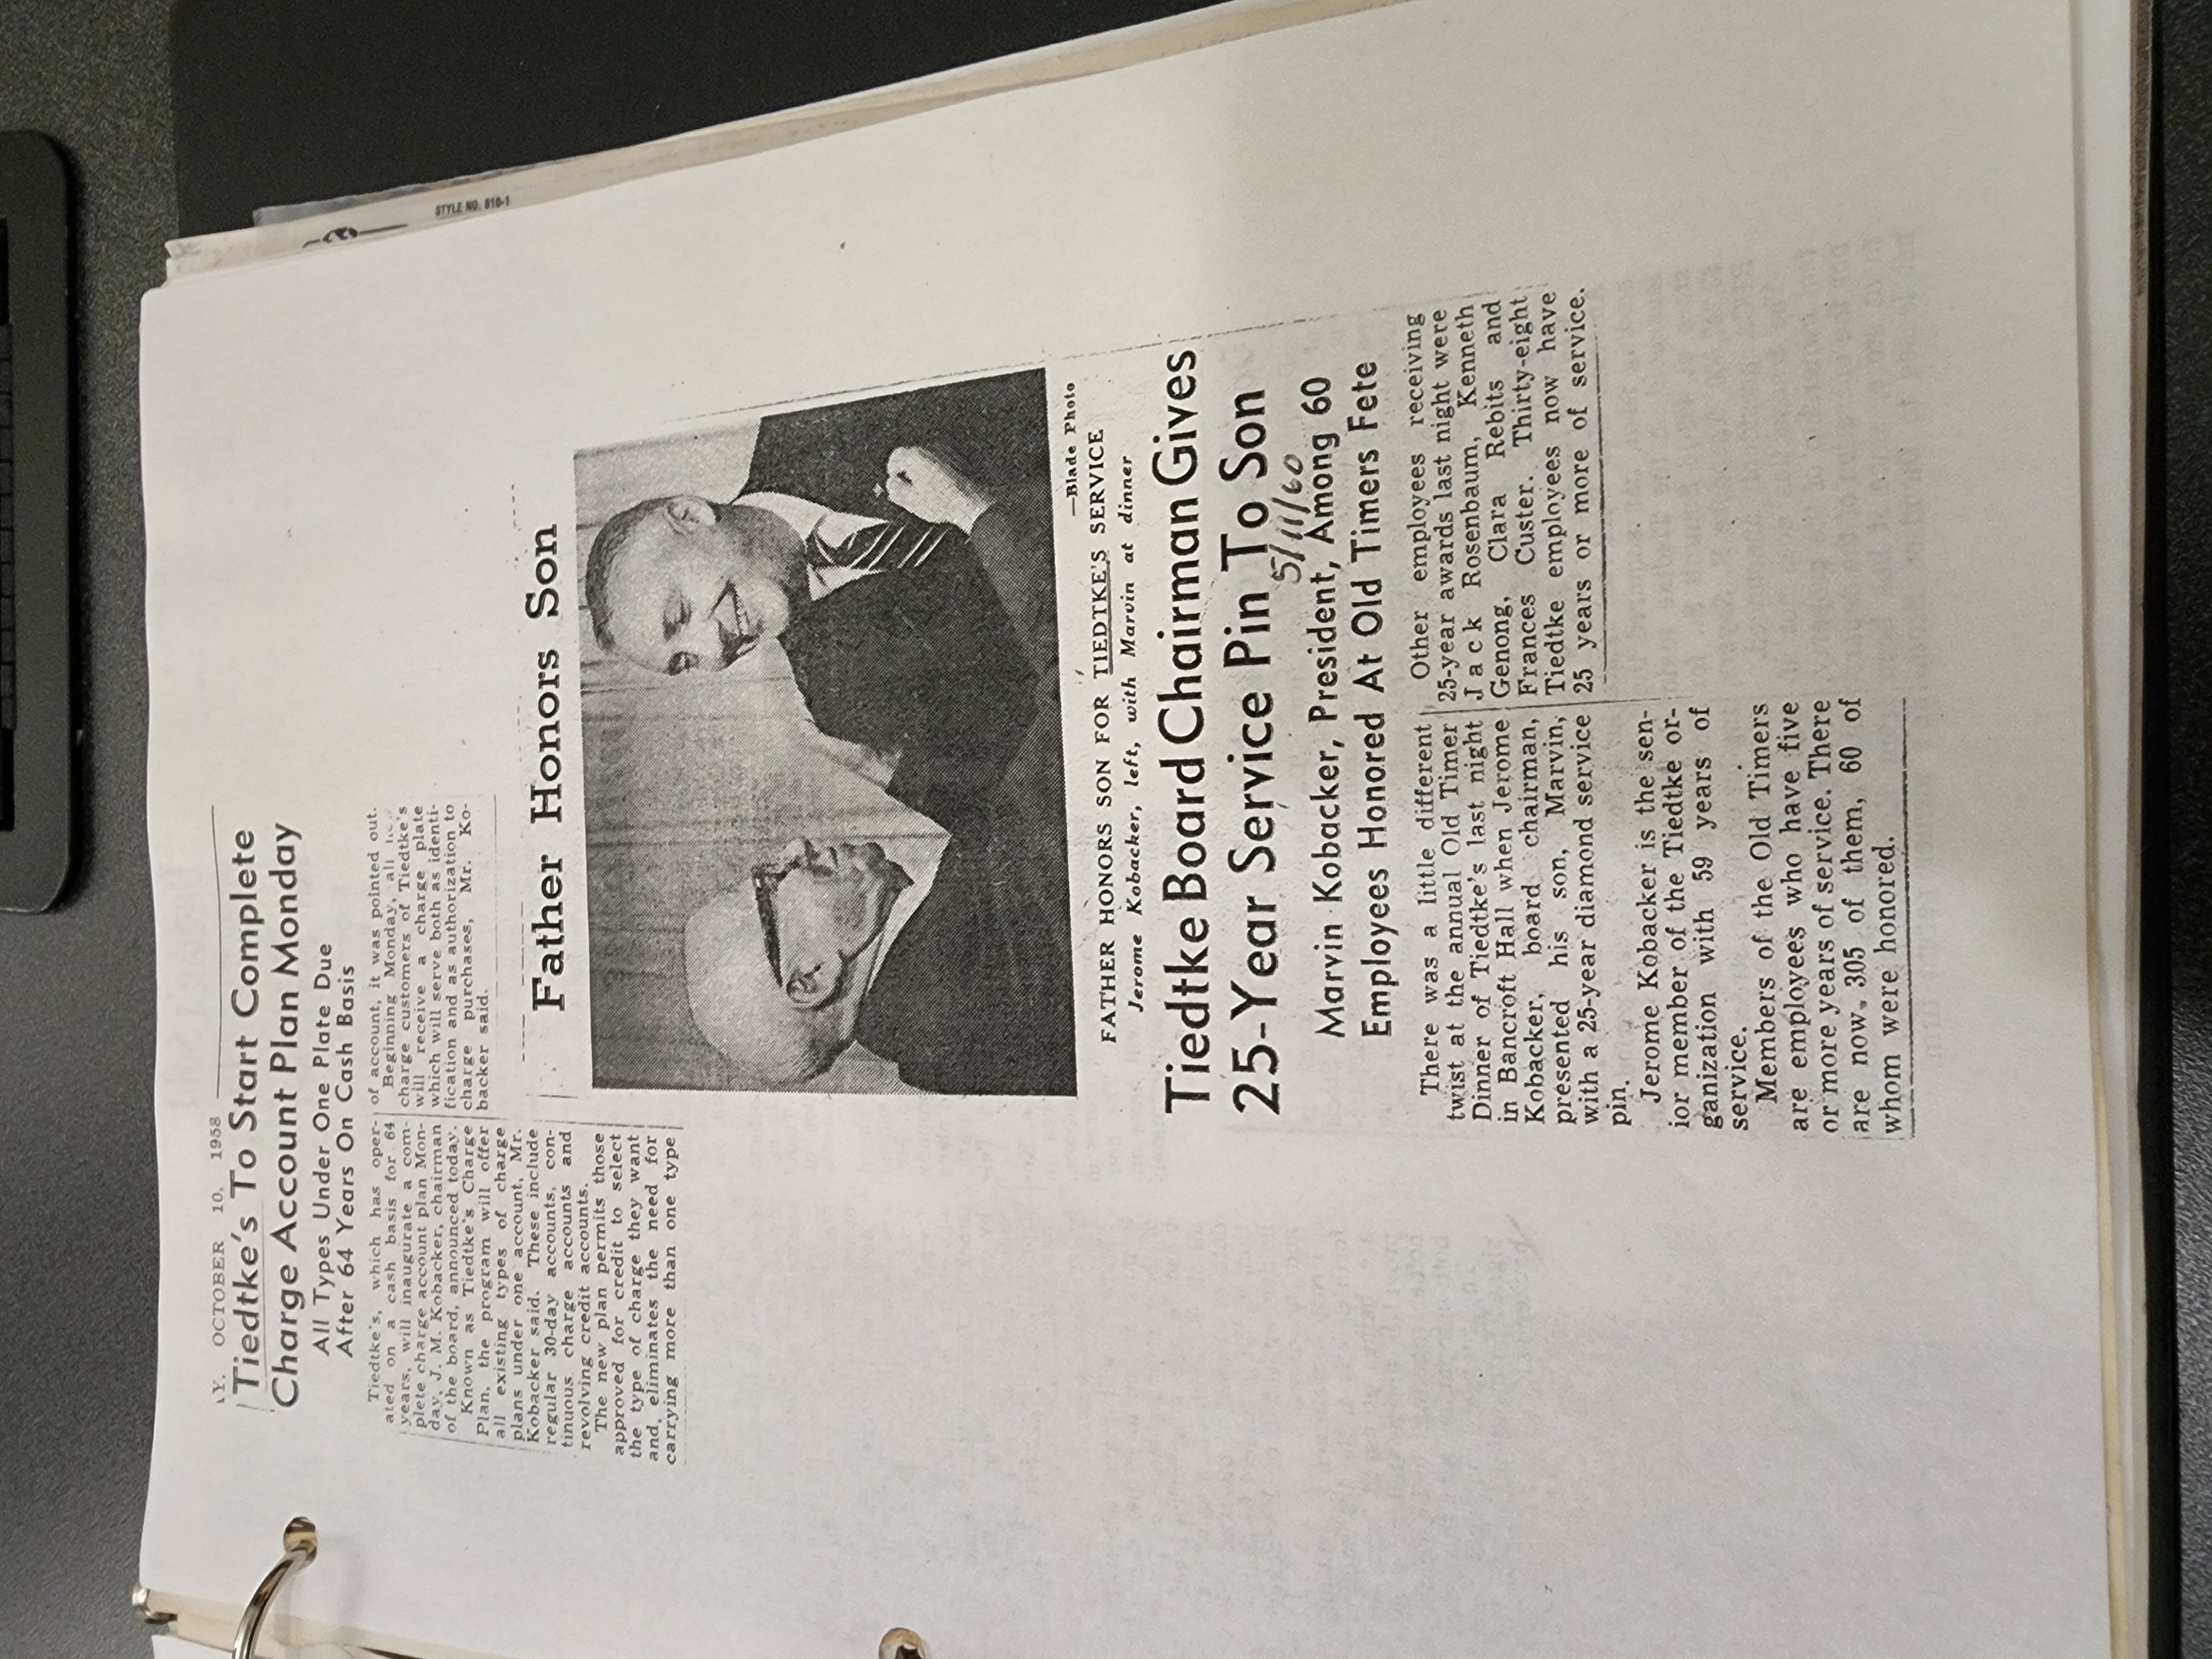 STYLE NO. 910-1
Y. OCTOBER 10, 1958
Tiedtke's To Start Complete
Charge Account Plan Monday
All Types Under One Plate Due
After 64 Years On Cash Basis
Tiedtke's, which has oper-
ated on a cash basis for 64
years, will inaugurate a com-
plete charge account plan Mon-
day, J. M. Kobacker, chairman
of the board, announced today.
Known as Tiedtke's Charge
Plan, the program will offer
all existing types of charge
plans under one account, Mr.
Kobacker said. These include
regular 30-day accounts, con-
tinuous charge accounts and
revolving credit accounts.
The new plan permits those
approved for credit to select
the type of charge they want
and eliminates the need for
carrying more than one type
of account, it was pointed out.
Beginning Monday, all
charge customers of Tiedtke's
will receive a charge plate
which will serve both as identi-
fication and as authorization to
charge purchases, Mr. Ko-
backer said.
Father Honors Son
—Blade Photo
FATHER HONORS SON FOR TIEDTKE'S SERVICE
Jerome Kobacker, left, with Marvin at dinner
Tiedtke Board Chairman Gives
25-Year Service Pin To Son
5/11/60
Marvin Kobacker, President, Among 60
Employees Honored At Old Timers Fete
There was a little different
twist at the annual Old Timer
Dinner of Tiedtke's last night
in Bancroft Hall when Jerome
Kobacker, board chairman,
presented his son, Marvin,
with a 25-year diamond service
pin.
Jerome Kobacker is the sen-
ior member of the Tiedtke or-
ganization with 59 years of
service.
Members of the Old Timers
are employees who have five
or more years of service. There
are now 305 of them, 60 of
whom were honored.
Other employees receiving
25-year awards last night were
Jack Rosenbaum, Kenneth
Genong, Clara Rebits and
Frances Custer. Thirty-eight
Tiedtke employees now have
25 years or more of service.